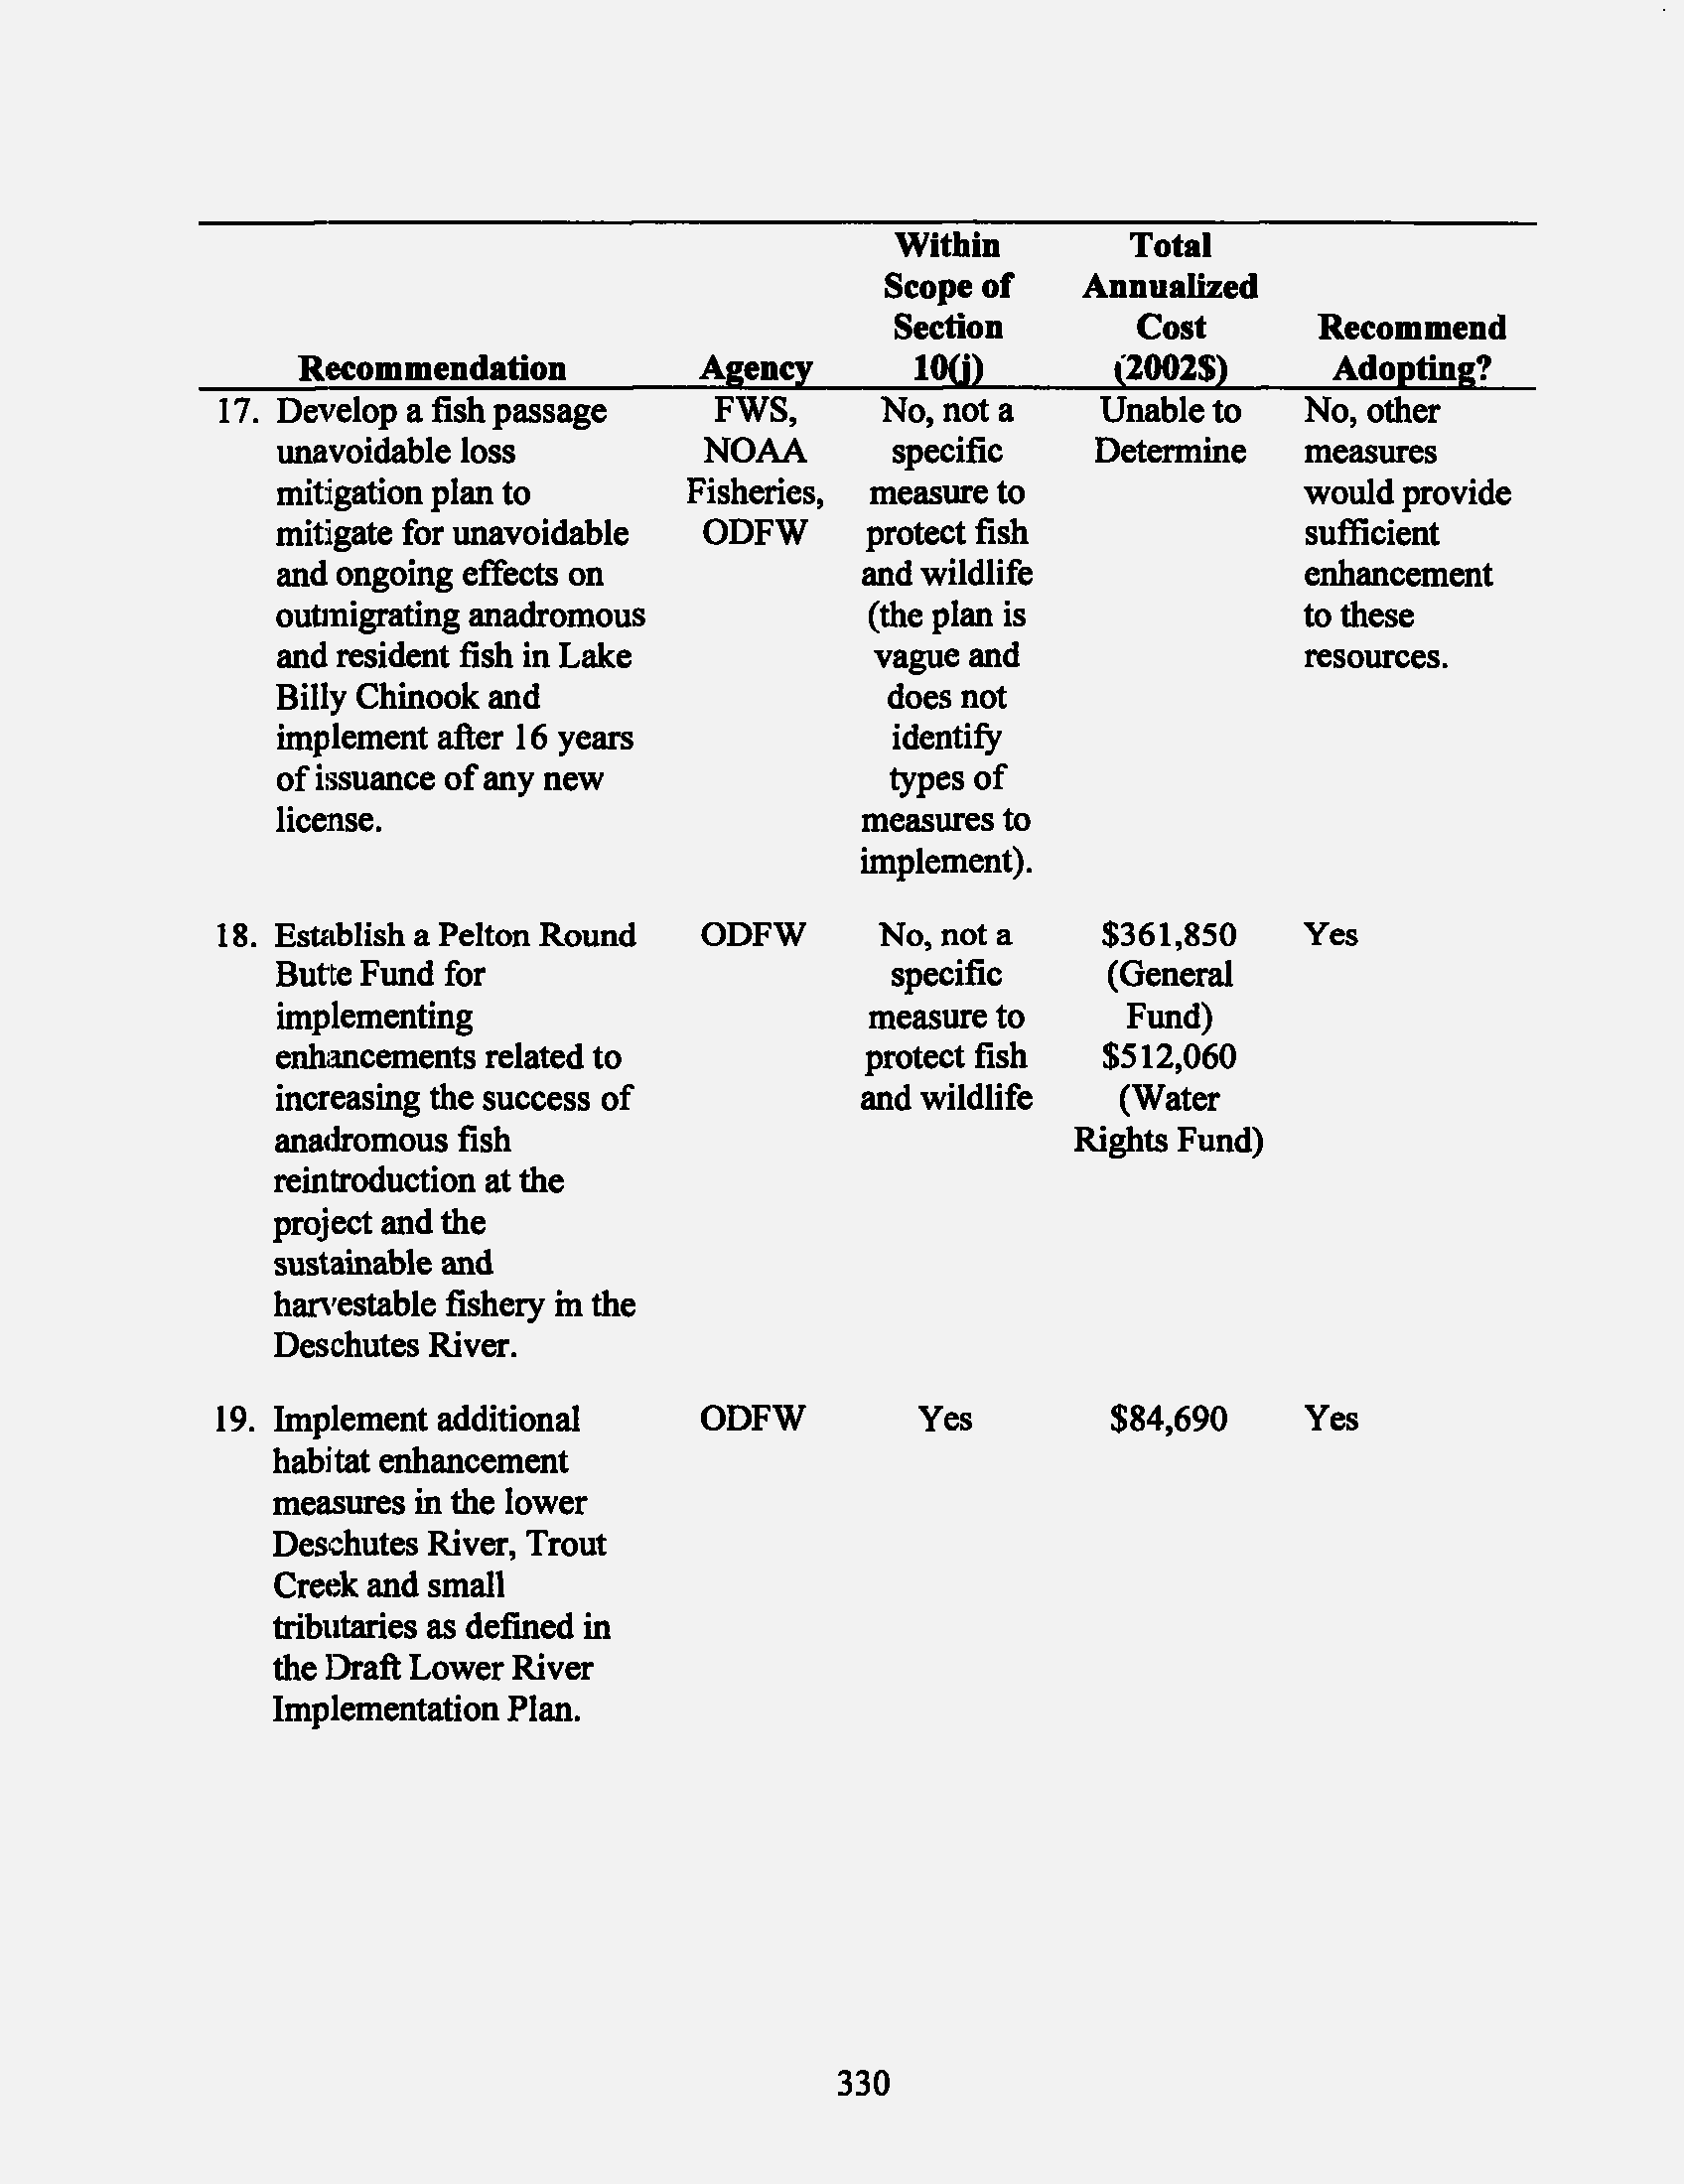 Within
Scope of
Section
10(j)
Total
Annualized
Cost
(2002$)
Recommend
Adopting?
Recommendation
Agency
17. Develop a fish passage
unavoidable loss
mitigation plan to
mitigate for unavoidable
and ongoing effects on
outmigrating anadromous
and resident fish in Lake
Billy Chinook and
implement after 16 years
of issuance of any new
license.
FWS,
NOAA
Fisheries,
ODFW
No, not a
specific
measure to
protect fish
and wildlife
(the plan is
vague and
does not
identify
types of
measures to
implement).
Unable to
Determine
No, other
measures
would provide
sufficient
enhancement
to these
resources.
18. Establish a Pelton Round
Butte Fund for
implementing
enhancements related to
increasing the success of
anadromous fish
reintroduction at the
project and the
sustainable and
harvestable fishery in the
Deschutes River.
ODFW
No, not a
specific
measure to
protect fish
and wildlife
$361,850
(General
Fund)
$512,060
(Water
Rights Fund)
Yes
19. Implement additional
habitat enhancement
measures in the lower
Deschutes River, Trout
Creek and small
tributaries as defined in
the Draft Lower River
Implementation Plan.
ODFW
Yes
$84,690
Yes
330